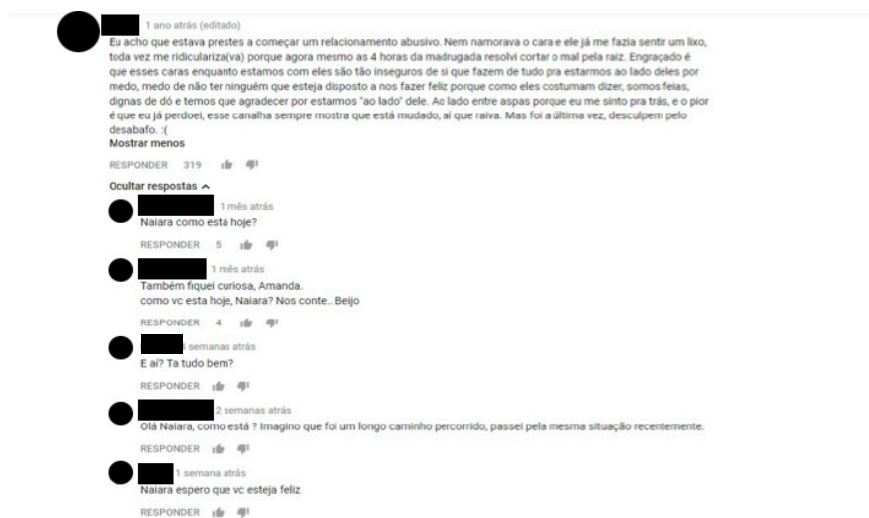 1 ano atrás (editado)
Eu acho que estava prestes a começar um relacionamento abusivo. Nem namorava o cara e ele já me fazia sentir um lixo,
toda vez me ridiculariza(va) porque agora mesmo as 4 horas da madrugada resolvi cortar o mal pela raiz. Engraçado é
que esses caras enquanto estamos com eles são tão inseguros de si que fazem de tudo pra estarmos ao lado deles por
medo, medo de não ter ninguém que esteja disposto a nos fazer feliz porque como eles costumam dizer, somos feias,
dignas de dó e temos que agradecer por estarmos "ao lado" dele. Ao lado entre aspas porque eu me sinto pra trás, e o pior
é que eu já perdoei, esse canalha sempre mostra que está mudado, aí que raiva. Mas foi a última vez, desculpem pelo
desabafo. :(
Mostrar menos
RESPONDER 319
Ocultar respostas
1 mês atrás
Naiara como está hoje?
RESPONDER 5
1 mês atrás
Também fiquei curiosa, Amanda.
como vc esta hoje, Naiara? Nos conte.. Beijo
RESPONDER 4
semanas atrás
E aí? Ta tudo bem?
RESPONDER
2 semanas atrás
Olá Naiara, como está ? Imagino que foi um longo caminho percorrido, passei pela mesma situação recentemente.
RESPONDER
1 semana atrás
Naiara espero que vc esteja feliz
RESPONDER